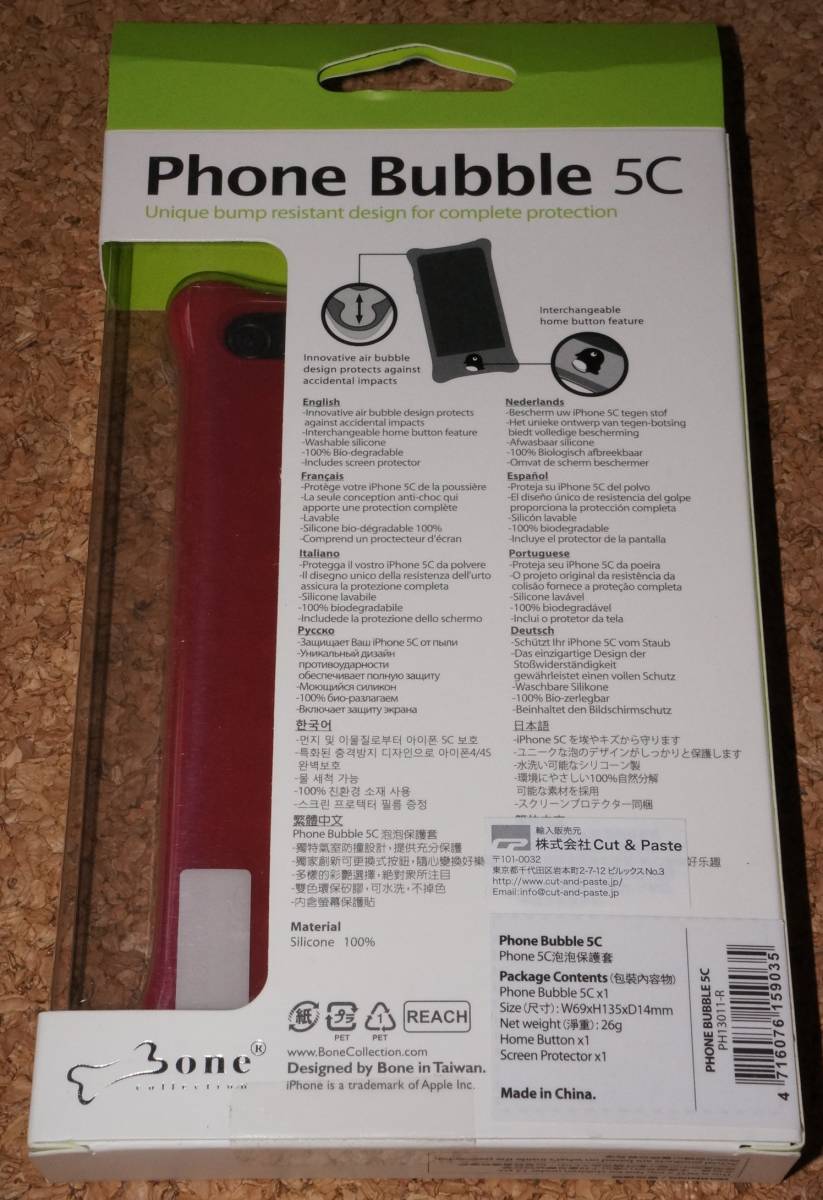 Phone Bubble 5C
Unique bump resistant design for complete protection
Interchangeable
home button feature
Innovative air bubble
design protects against
accidental impacts
English
-Innovative air bubble design protects
against accidental impacts
-Interchangeable home button feature
-Washable silicone
-100% Bio-degradable
-Includes screen protector
Nederlands
-Bescherm uw iPhone 5C tegen stof
-Het unieke ontwerp van tegen-botsing
biedt volledige bescherming
-Afwasbaar silicone
-100% Biologisch afbreekbaar
-Omvat de scherm beschermer
Français
-Protège votre iPhone 5C de la poussière
-La seule conception anti-choc qui
apporte une protection complète
-Lavable
-Silicone bio-dégradable 100%
-Comprend un proctecteur d'écran
Español
-Proteja su iPhone 5C del polvo
-El diseño único de resistencia del golpe
proporciona la protección completa
-Silicón lavable
-100% biodegradable
-Incluye el protector de la pantalla
Italiano
-Protegga il vostro iPhone 5C da polvere
-Il disegno unico della resistenza dell'urto
assicura la protezione completa
-Silicone lavabile
-100% biodegradabile
-Includede la protezione dello schermo
Portuguese
-Proteja seu iPhone 5C da poeira
-O projeto original da resistência da
colisão fornece a proteção completa
-Silicone lavável
-100% biodegradável
-Inclui o protetor da tela
Русско
-Защищает Ваш iPhone 5C от пыли
-Уникальный дизайн
противоударности
обеспечивает полную защиту
-Моющийся силикон
-100% био-разлагаем
-Включает защиту экрана
Deutsch
-Schützt Ihr iPhone 5C vom Staub
-Das einzigartige Design der
Stoßwiderständigkeit
gewährleistet einen vollen Schutz
-Waschbare Silikone
-100% Bio-zerlegbar
-Beinhaltet den Bildschirmschutz
한국어
-먼지 및 이물질로부터 아이폰 5C 보호
-특화된 충격방지 디자인으로 아이폰4/4S
완벽보호
-물 세척 가능
-100% 친환경 소재 사용
-스크린 프로텍터 필름 증정
日本語
-iPhone 5C を埃やキズから守ります
-ユニークな泡のデザインがしっかりと保護します
-水洗い可能なシリコーン製
-環境にやさしい100%自然分解
可能な素材を採用
-スクリーンプロテクター同梱
繁體中文
Phone Bubble 5C 泡泡保護套
-獨特氣室防撞設計，提供充分保護
-獨家創新可更換式按鈕，隨心變換好樂
-多樣的彩艷選擇，絶對衆所注目
-雙色環保矽膠，可水洗，不掉色
-内含螢幕保護貼
好乐趣
輸入販売元
株式会社 Cut & Paste
〒101-0032
東京都千代田区岩本町2-7-12 ピルックスNo.3
http://www.cut-and-paste.jp/
Email:info@cut-and-paste.jp
Material
Silicone 100%
紙
プラ
PET
1
PET
REACH
www.BoneCollection.com
Designed by Bone in Taiwan.
iPhone is a trademark of Apple Inc.
Bone®
collection
Phone Bubble 5C
Phone 5C泡泡保護套
Package Contents (包裝內容物)
Phone Bubble 5C x1
Size (尺寸) : W69xH135xD14mm
Net weight (淨重) : 26g
Home Button x1
Screen Protector x1
Made in China.
PHONE BUBBLE 5C
PH13011-R
4 716076 159035